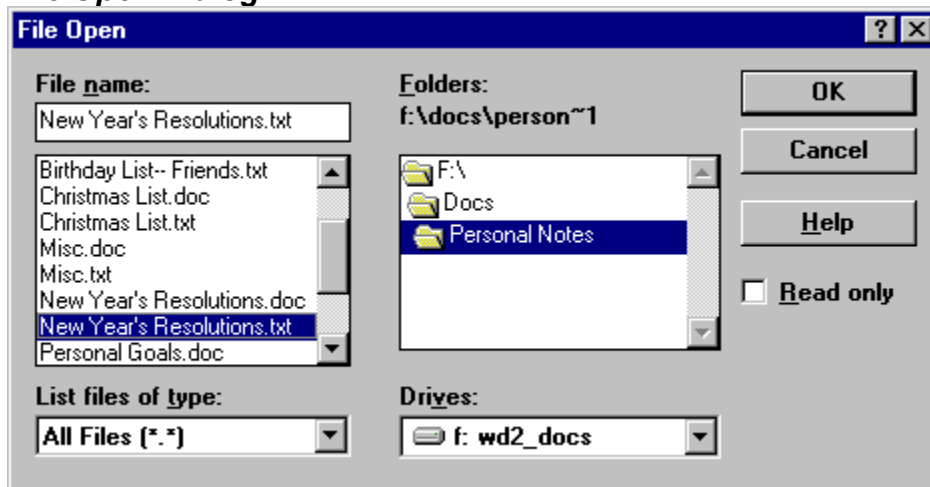 File Open
File name:
New Year's Resolutions.txt
Birthday List-- Friends.txt
Christmas List.doc
Christmas List.txt
Misc.doc
Misc.txt
New Year's Resolutions.doc
New Year's Resolutions.txt
Personal Goals.doc
List files of type:
All Files (*.*)
Folders:
f:\docs\person~1
F:\
Docs
Personal Notes
Drives:
f: wd2_docs
OK
Cancel
Help
Read only